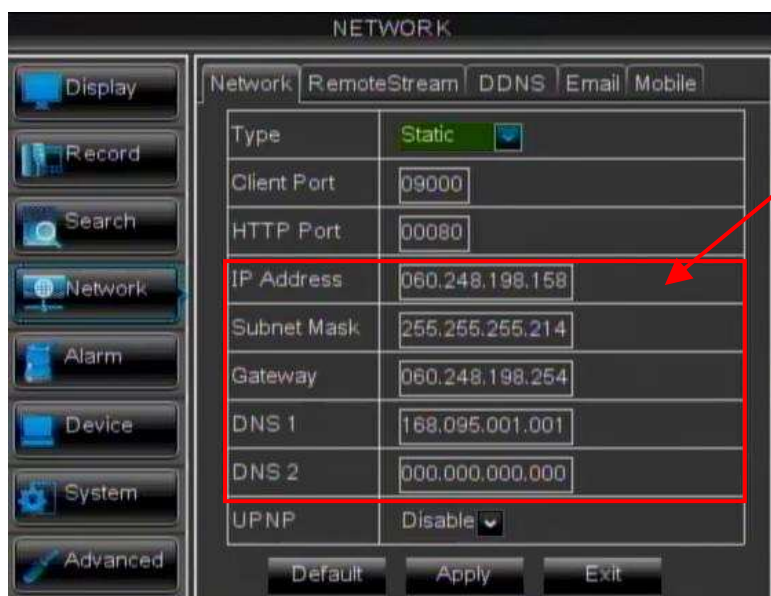 NETWORK
Display
Record
Search
Network
Alarm
Device
System
Advanced
Network RemoteStream DDNS Email Mobile
Type Static
Client Port 09000
HTTP Port 00080
IP Address 060.248.198.158
Subnet Mask 255.255.255.214
Gateway 060.248.198.254
DNS 1 168.095.001.001
DNS 2 000.000.000.000
UPNP Disable
Default Apply Exit